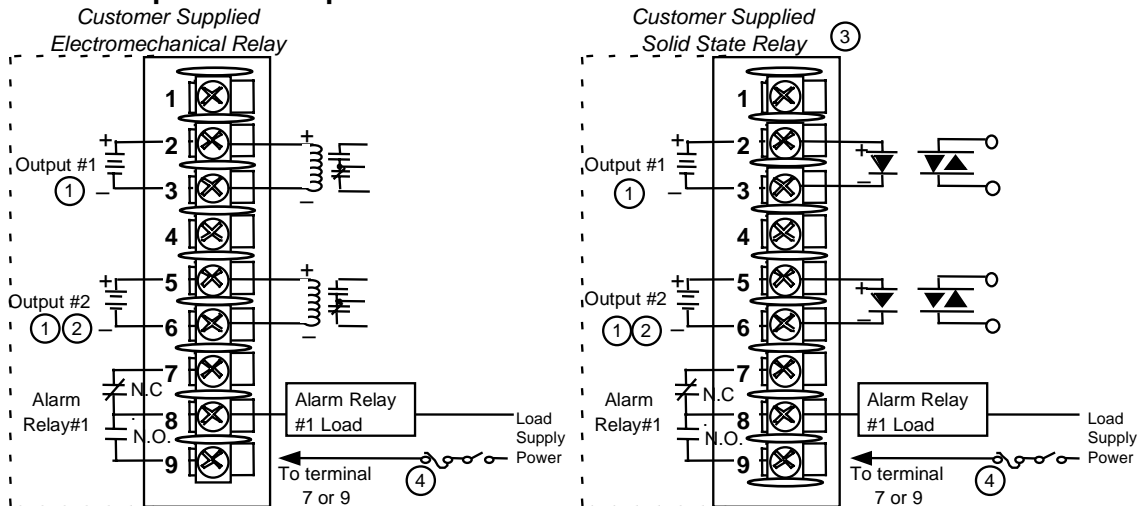 Customer Supplied
Electromechanical Relay
1
2
3
4
5
6
7
8
9
+
Output #1
1
–
+
–
+
Output #2
1 2
–
+
–
N.C
Alarm
Relay#1
N.O.
Alarm Relay
#1 Load
Load
Supply
Power
To terminal
7 or 9
4
Customer Supplied
Solid State Relay 3
1
2
3
4
5
6
7
8
9
+
Output #1
1
–
+
–
+
Output #2
1 2
–
+
–
N.C
Alarm
Relay#1
N.O.
Alarm Relay
#1 Load
Load
Supply
Power
To terminal
7 or 9
4